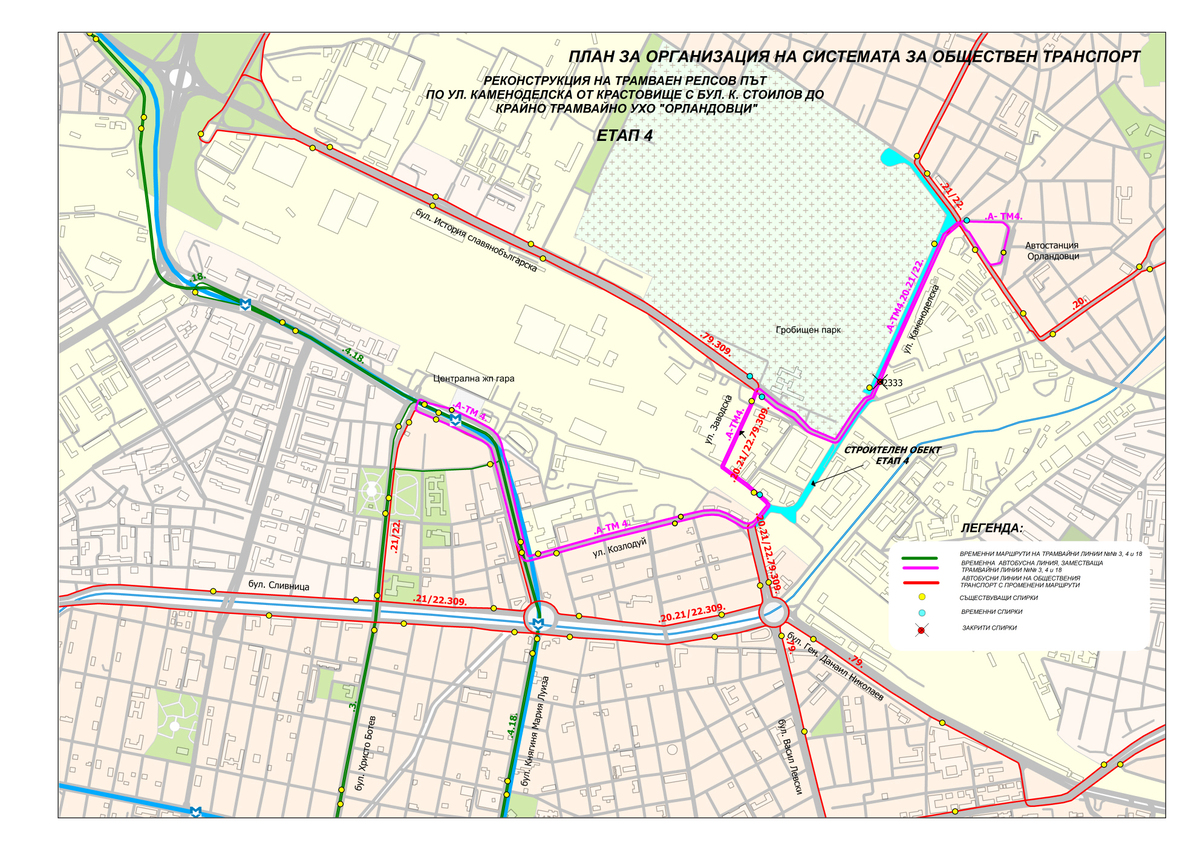 ПЛАН ЗА ОРГАНИЗАЦИЯ НА СИСТЕМАТА ЗА ОБЩЕСТВЕН ТРАНСПОРТ
РЕКОНСТРУКЦИЯ НА ТРАМВАЕН РЕЛСОВ ПЪТ
ПО УЛ. КАМЕНОДЕЛСКА ОТ КРАСТОВИЩЕ С БУЛ. К. СТОИЛОВ ДО
КРАЙНО ТРАМВАЙНО УХО "ОРЛАНДОВЦИ"
ЕТАП 4
.21/22.
.А- ТМ4.
бул. История славянобългарска
Автостанция
Орландовци
.18.
.А-ТМ4.20.21/22.
ул. Каменоделска
.20.
Гробищен парк
.79.309.
.4.18.
Централна жп гара
2333
.А-ТМ 4.
ул. Заводска
.А-ТМ4.
.20.21/22.79.309.
СТРОИТЕЛЕН ОБЕКТ
ЕТАП 4
.21/22.
.А-ТМ 4.
ул. Козлодуй
.20.21/22.79.309.
ЛЕГЕНДА:
ВРЕМЕННИ МАРШРУТИ НА ТРАМВАЙНИ ЛИНИИ №№ 3, 4 и 18
ВРЕМЕННА АВТОБУСНА ЛИНИЯ, ЗАМЕСТВАЩА
ТРАМВАЙНИ ЛИНИИ №№ 3, 4 и 18
АВТОБУСНИ ЛИНИИ НА ОБЩЕСТВЕНИЯ
ТРАНСПОРТ С ПРОМЕНЕНИ МАРШРУТИ
СЪЩЕСТВУВАЩИ СПИРКИ
ВРЕМЕННИ СПИРКИ
ЗАКРИТИ СПИРКИ
бул. Сливница
.21/22.309.
.20.21/22.309.
.79.
.79.
бул. Ген. Данаил Николаев
.3.
бул. Христо Ботев
.4.18.
бул. Княгиня Мария Луиза
бул. Васил Левски